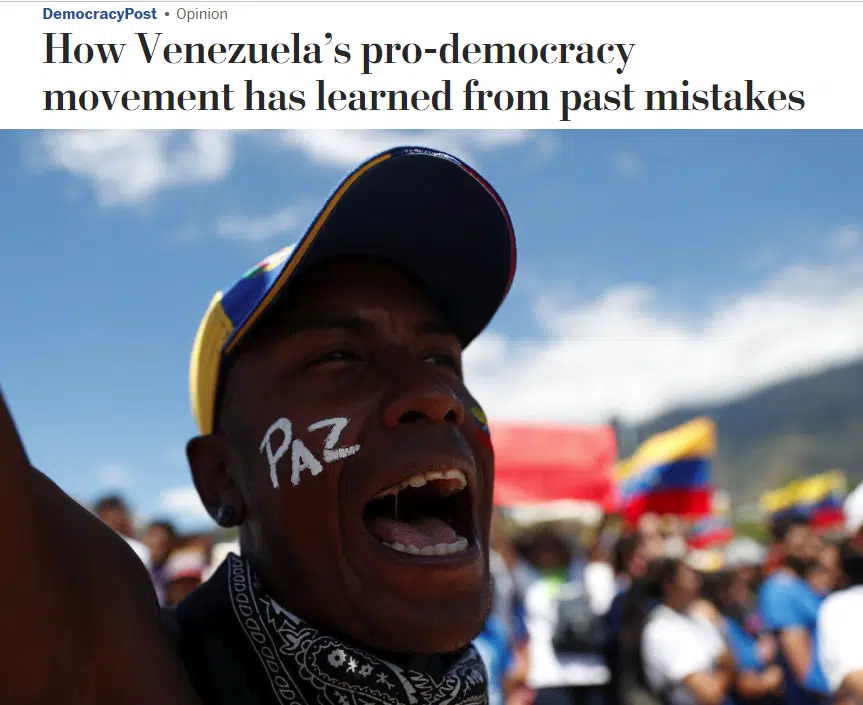 DemocracyPost • Opinion
How Venezuela’s pro-democracy
movement has learned from past mistakes
PAZ